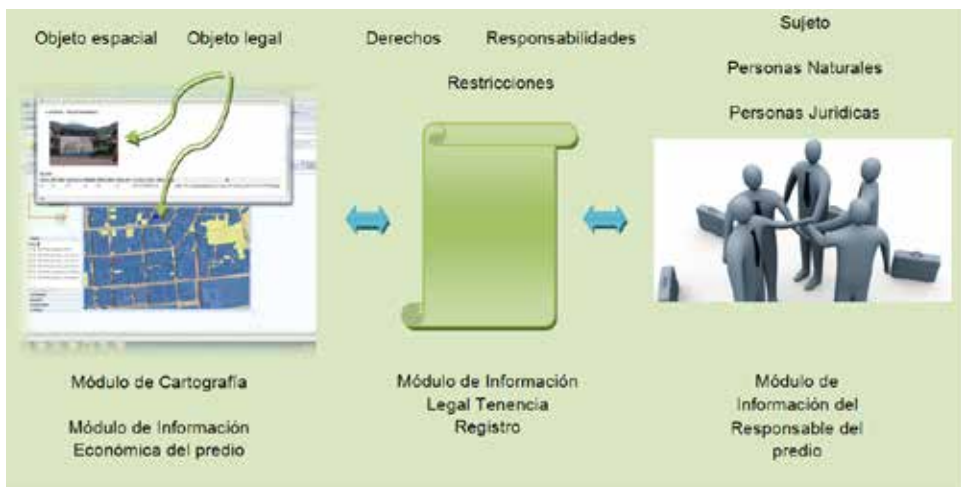 Objeto espacial
Objeto legal
Derechos
Responsabilidades
Restricciones
Sujeto
Personas Naturales
Personas Jurídicas
Módulo de Cartografía
Módulo de Información
Económica del predio
Módulo de Información
Legal Tenencia
Registro
Módulo de
Información del
Responsable del
predio